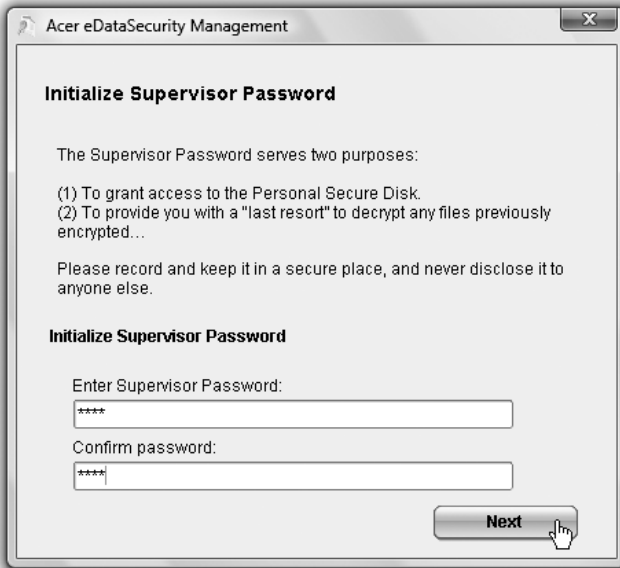 Acer eDataSecurity Management
Initialize Supervisor Password
The Supervisor Password serves two purposes:
(1) To grant access to the Personal Secure Disk.
(2) To provide you with a "last resort" to decrypt any files previously
encrypted...
Please record and keep it in a secure place, and never disclose it to
anyone else.
Initialize Supervisor Password
Enter Supervisor Password:
****
Confirm password:
****
Next